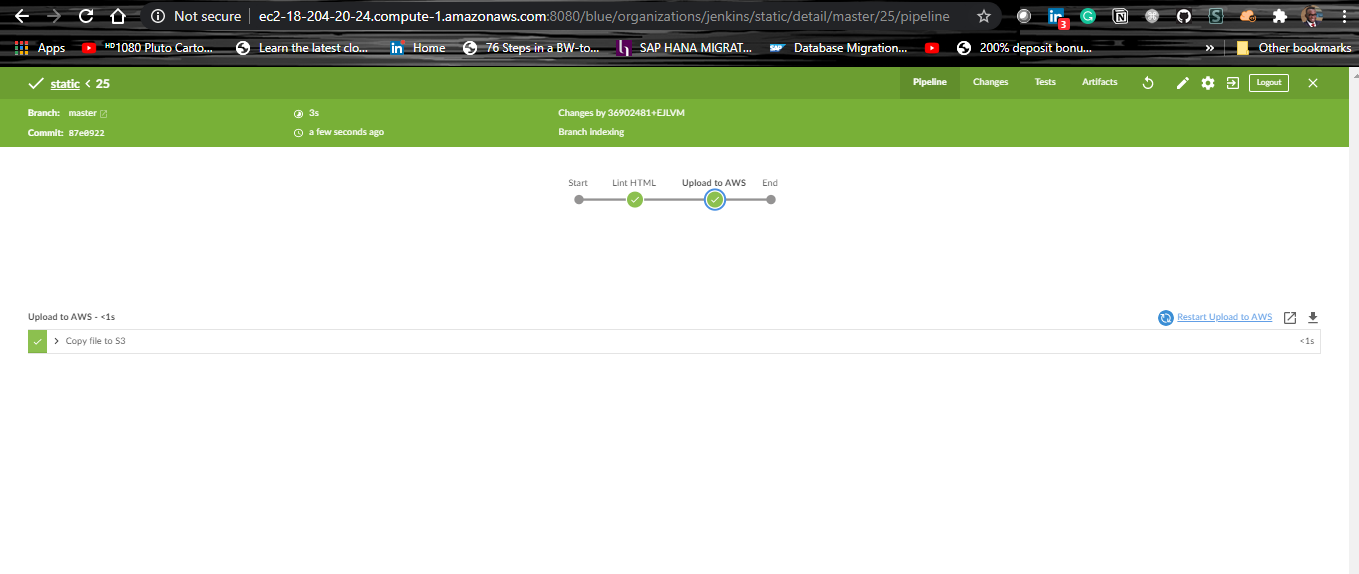 Not secure ec2-18-204-20-24.compute-1.amazonaws.com:8080/blue/organizations/jenkins/static/detail/master/25/pipeline 3
Apps HD1080 Pluto Carto... Learn the latest clo... Home 76 Steps in a BW-to... SAP HANA MIGRAT... Database Migration... 200% deposit bonu... » Other bookmarks
static < 25 Pipeline Changes Tests Artifacts Logout
Branch: master 3s Changes by 36902481+EJLVM
Commit: 87e0922 a few seconds ago Branch indexing
Start Lint HTML Upload to AWS End
Upload to AWS - <1s Restart Upload to AWS
Copy file to S3 <1s